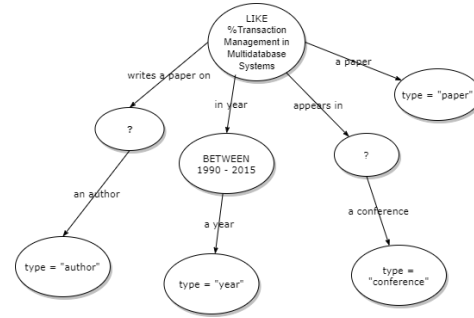 LIKE
%Transaction
Management in
Multidatabase
Systems
writes a paper on
in year
appears in
a paper
type = "paper"
?
BETWEEN
1990 - 2015
?
an author
a year
a conference
type = "author"
type = "year"
type =
"conference"